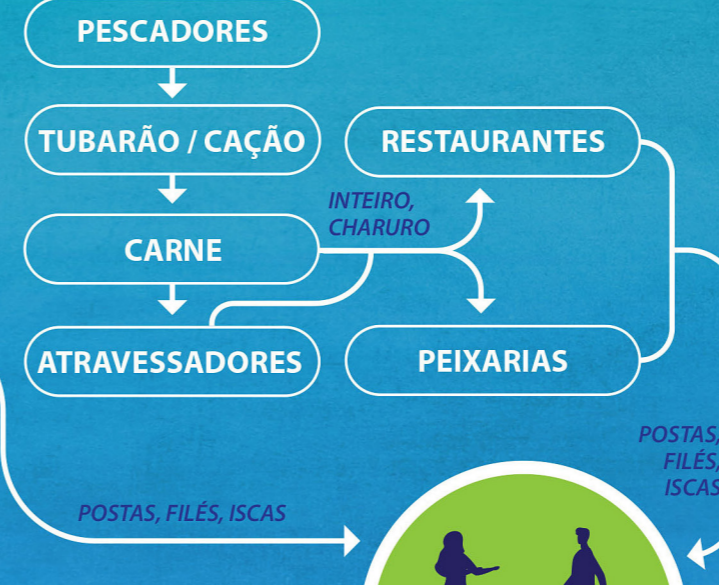 PESCADORES
TUBARÃO / CAÇÃO
RESTAURANTES
INTEIRO,
CHARURO
CARNE
ATRAVESSADORES
PEIXARIAS
POSTAS,
FILÉS,
ISCAS
POSTAS, FILÉS, ISCAS